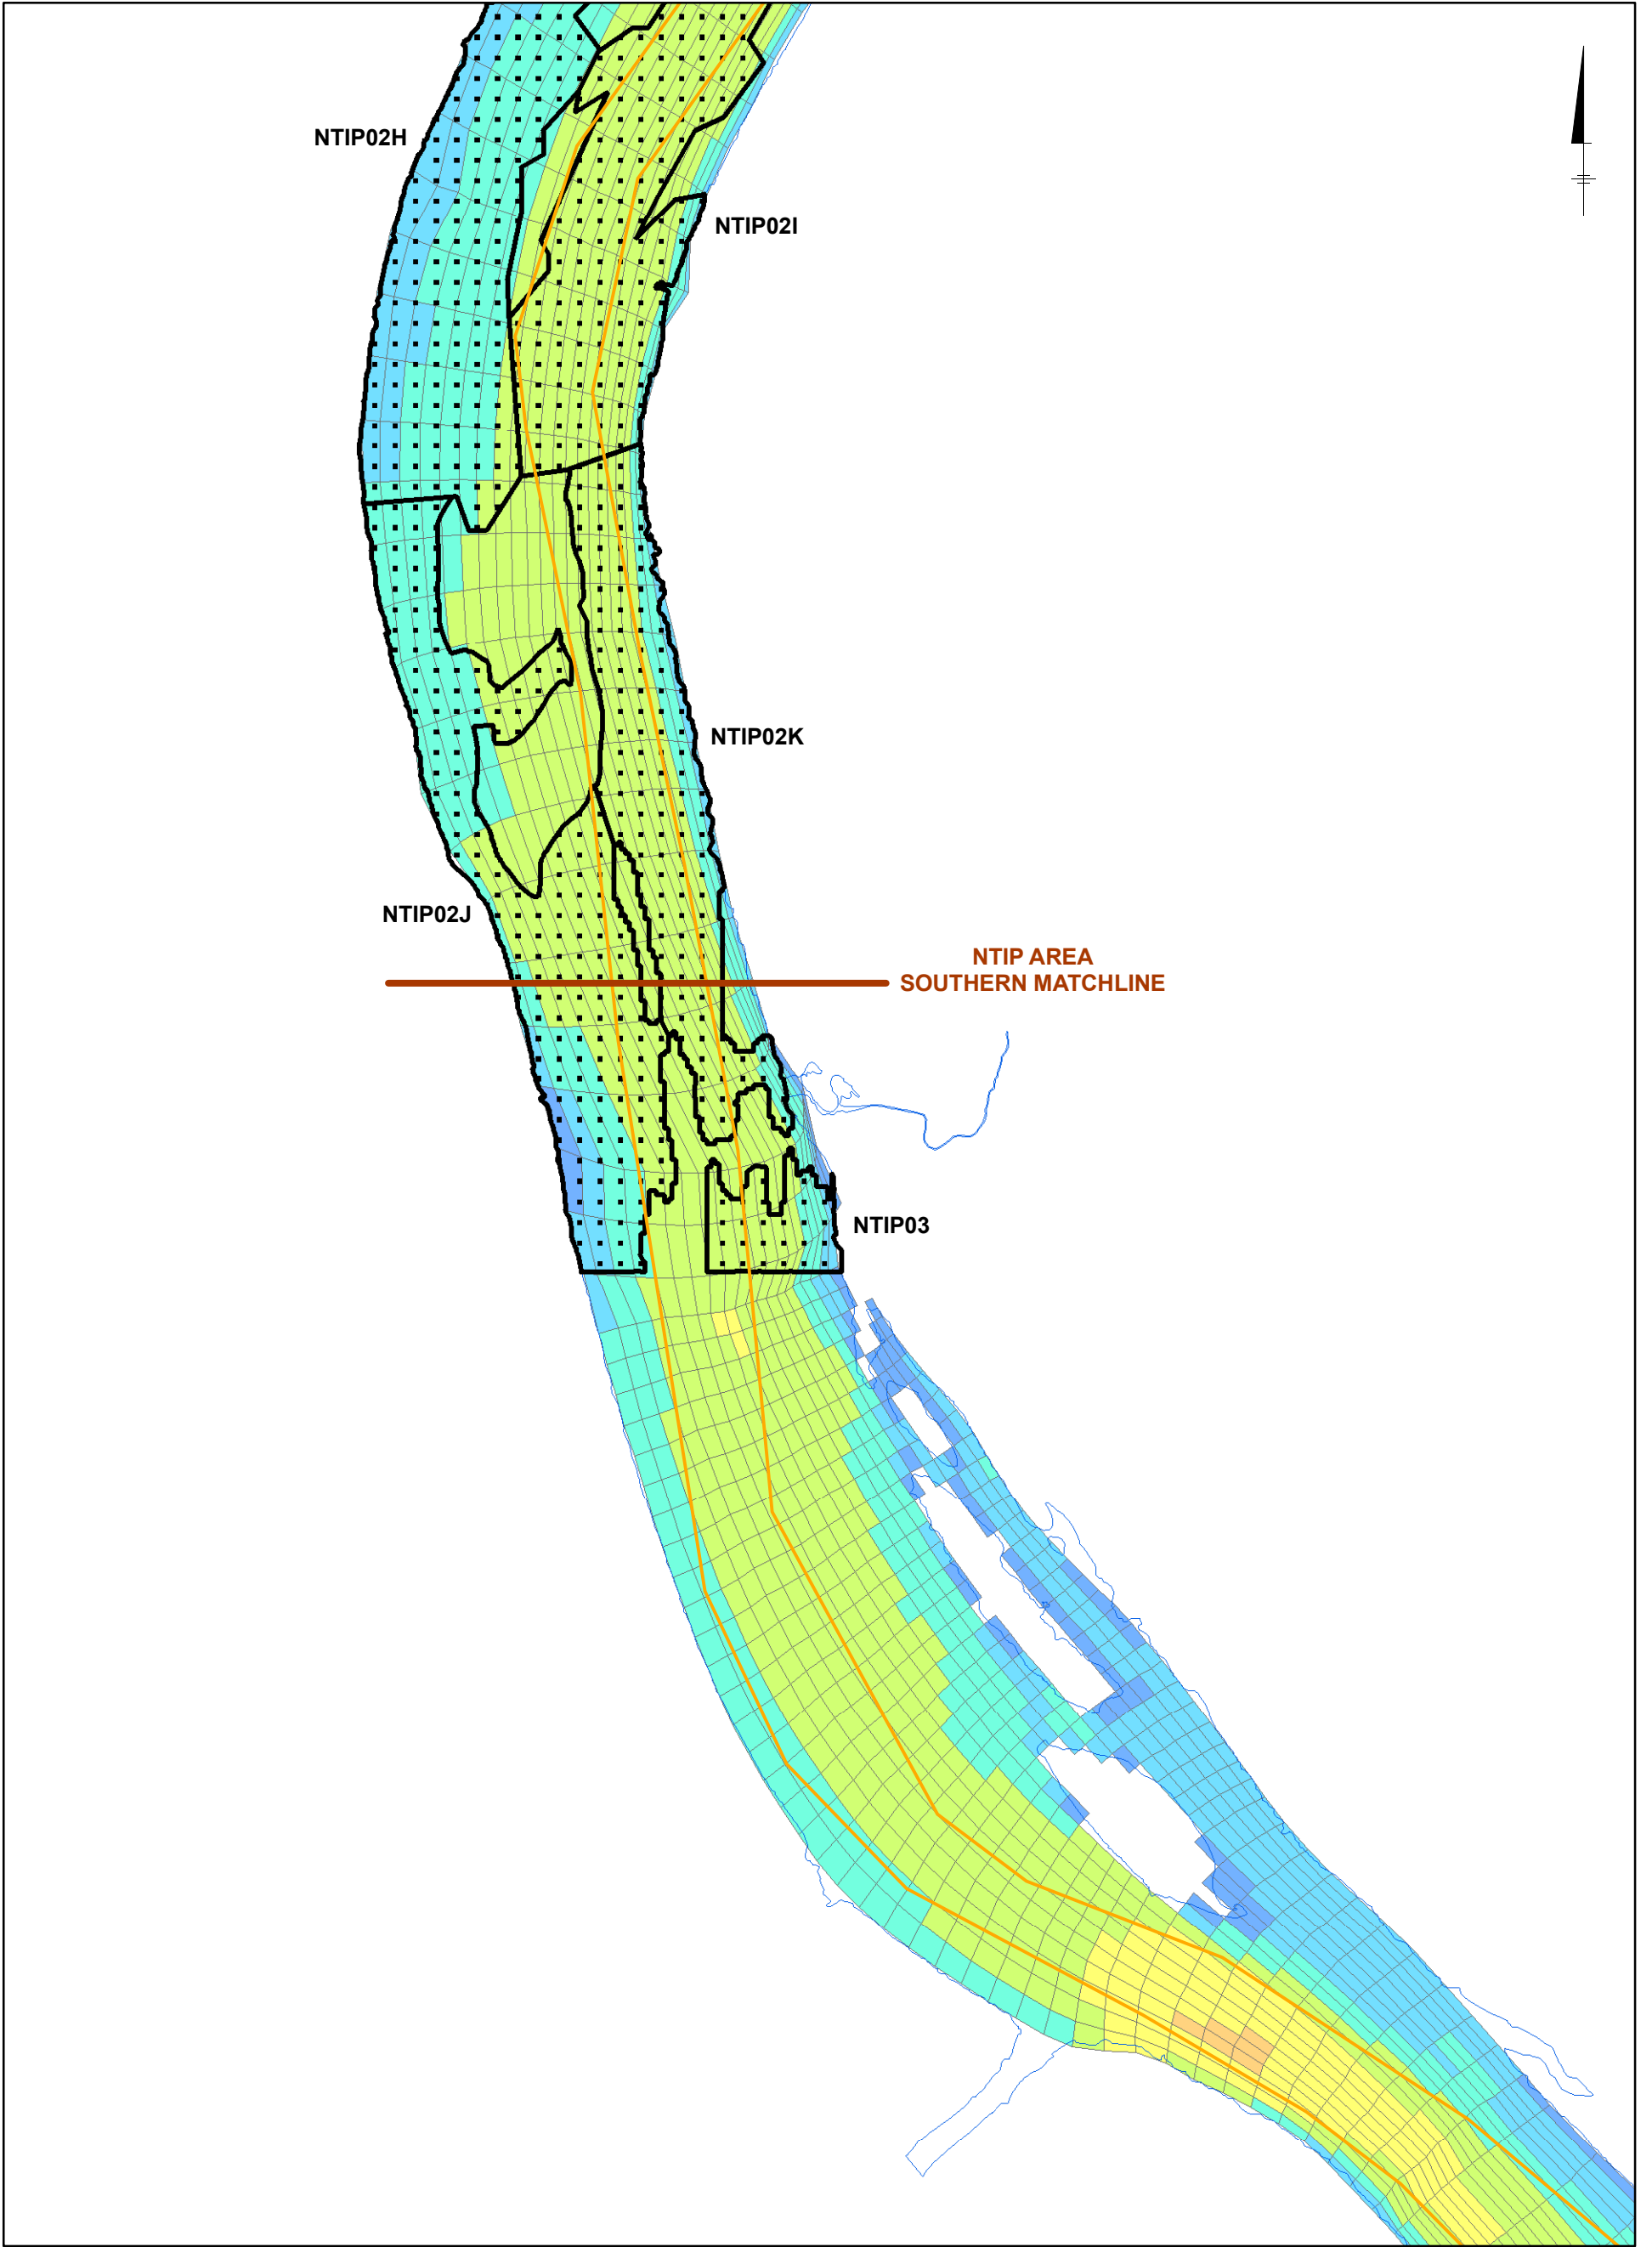 NTIP02H
NTIP02I
NTIP02K
NTIP02J
NTIP AREA
SOUTHERN MATCHLINE
NTIP03